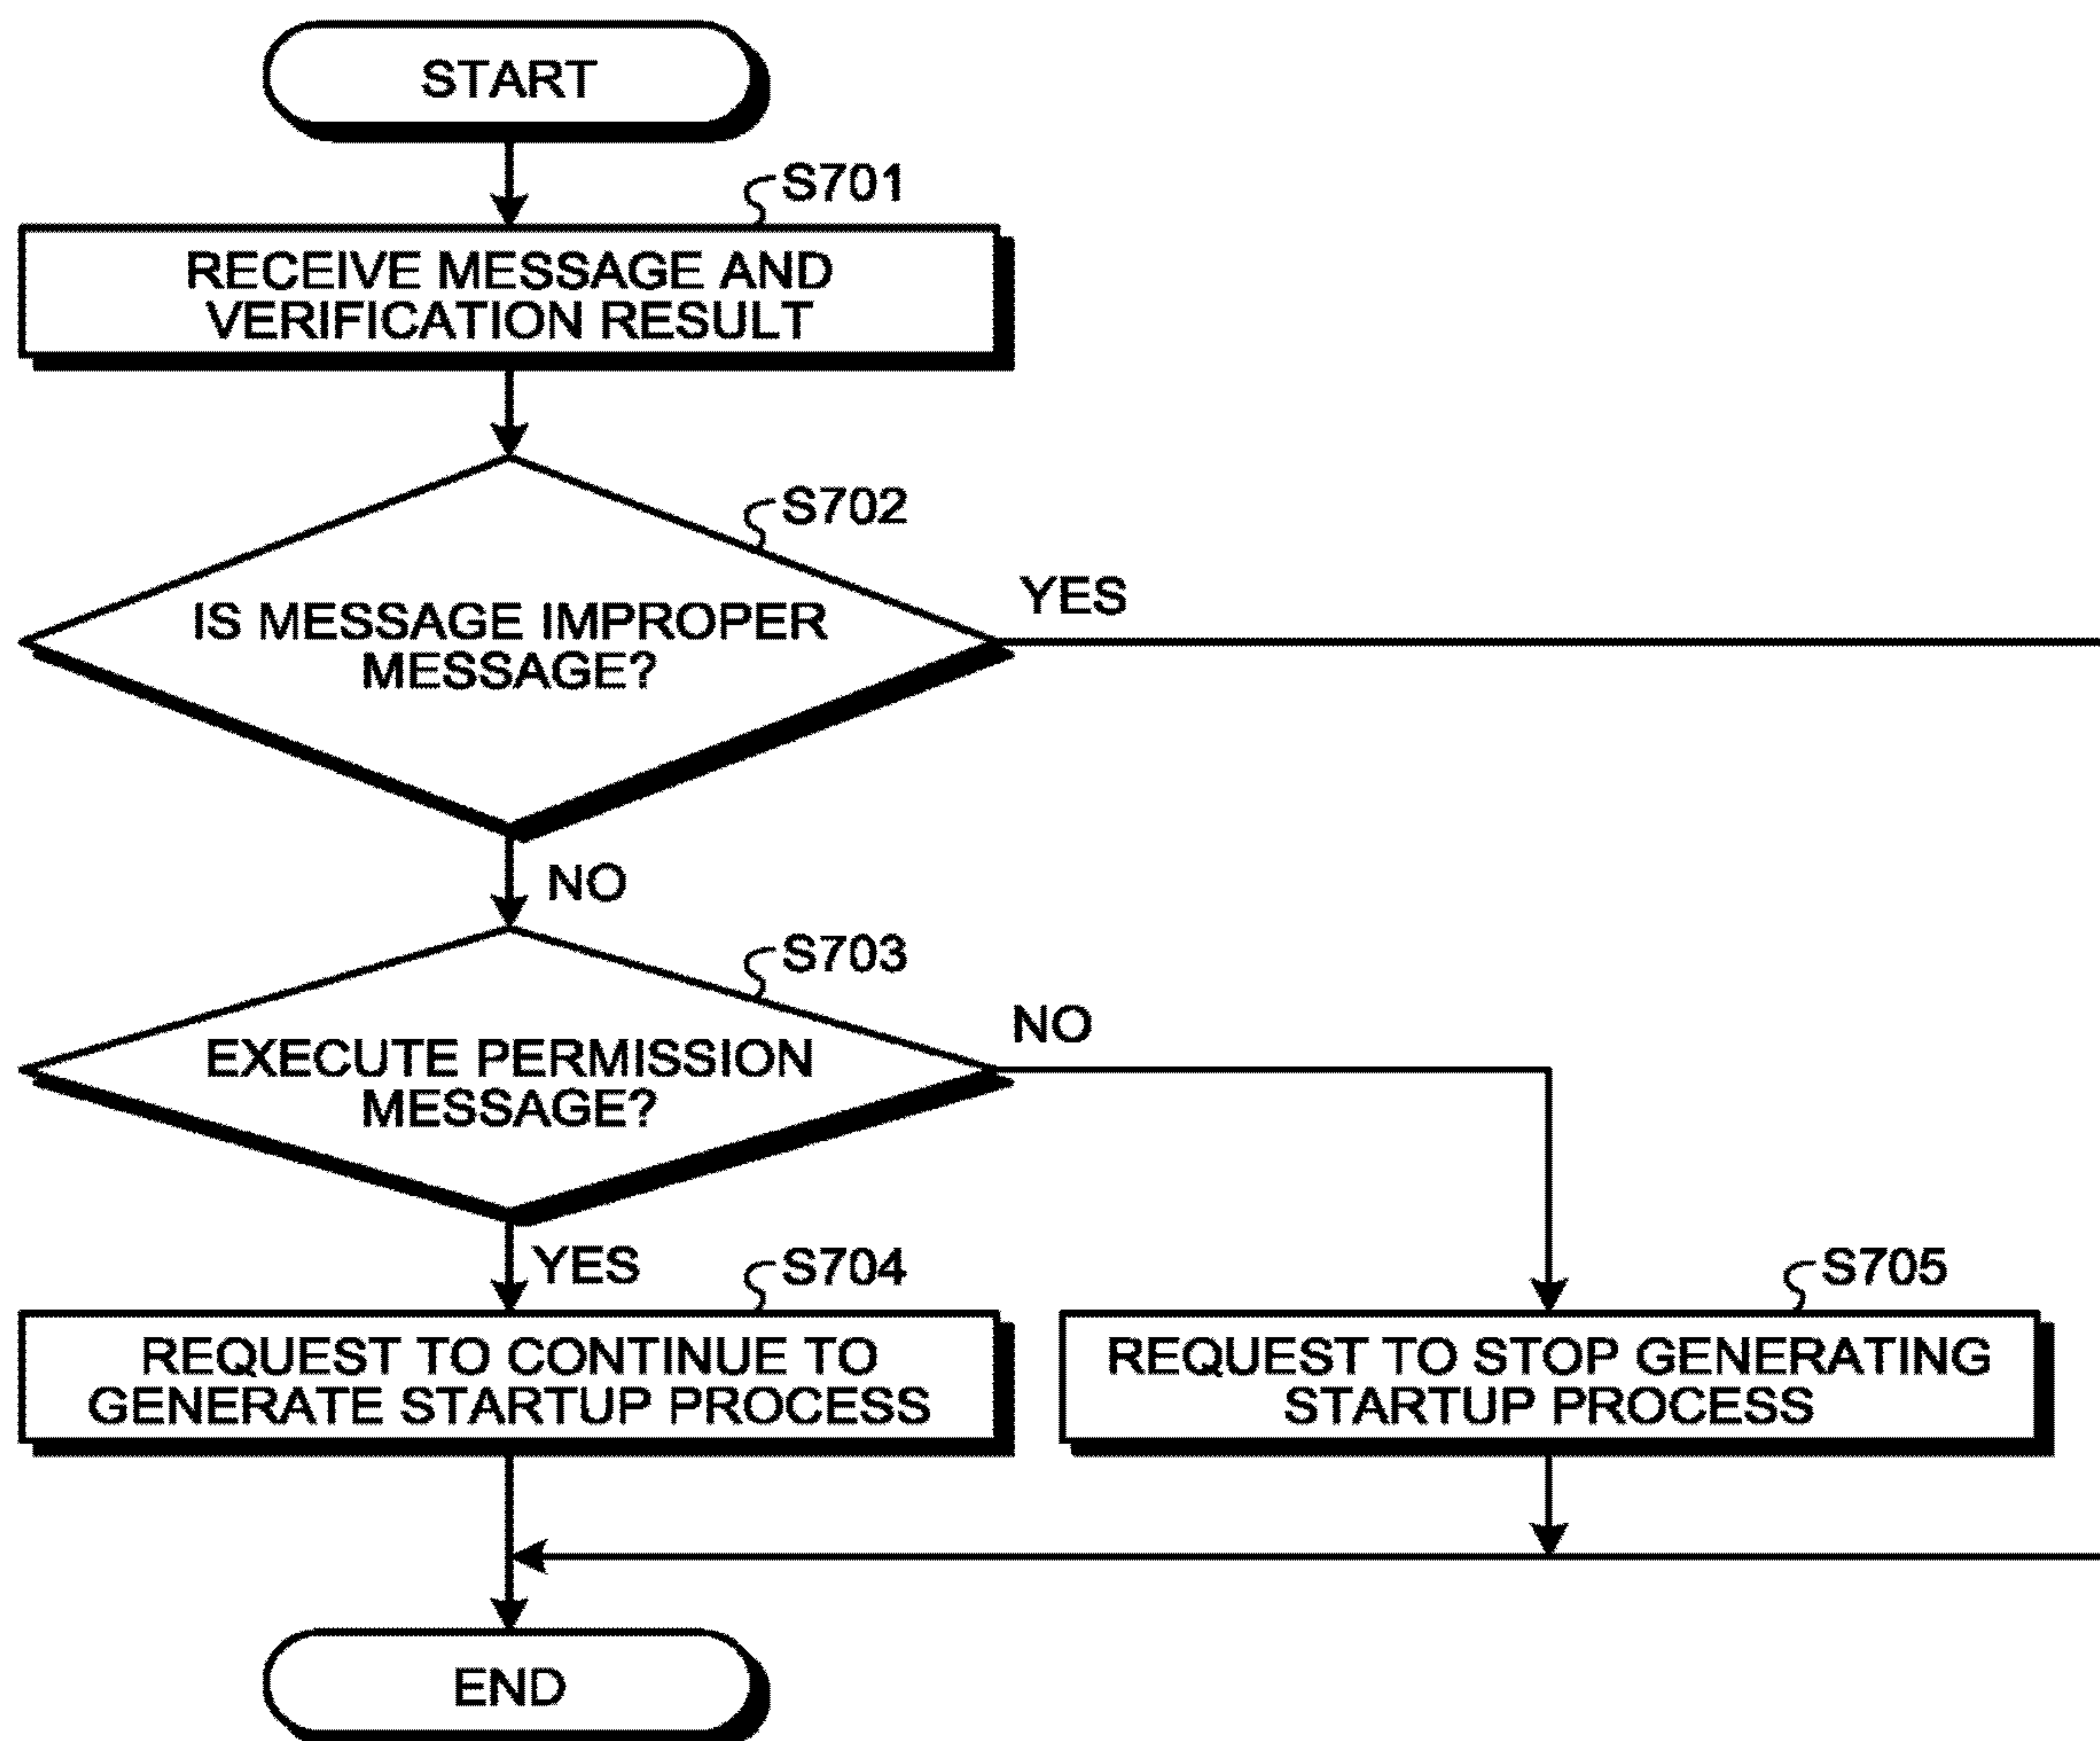 START
S701
RECEIVE MESSAGE AND
VERIFICATION RESULT
S702
IS MESSAGE IMPROPER
MESSAGE?
YES
NO
S703
EXECUTE PERMISSION
MESSAGE?
NO
YES
S704
REQUEST TO CONTINUE TO
GENERATE STARTUP PROCESS
S705
REQUEST TO STOP GENERATING
STARTUP PROCESS
END